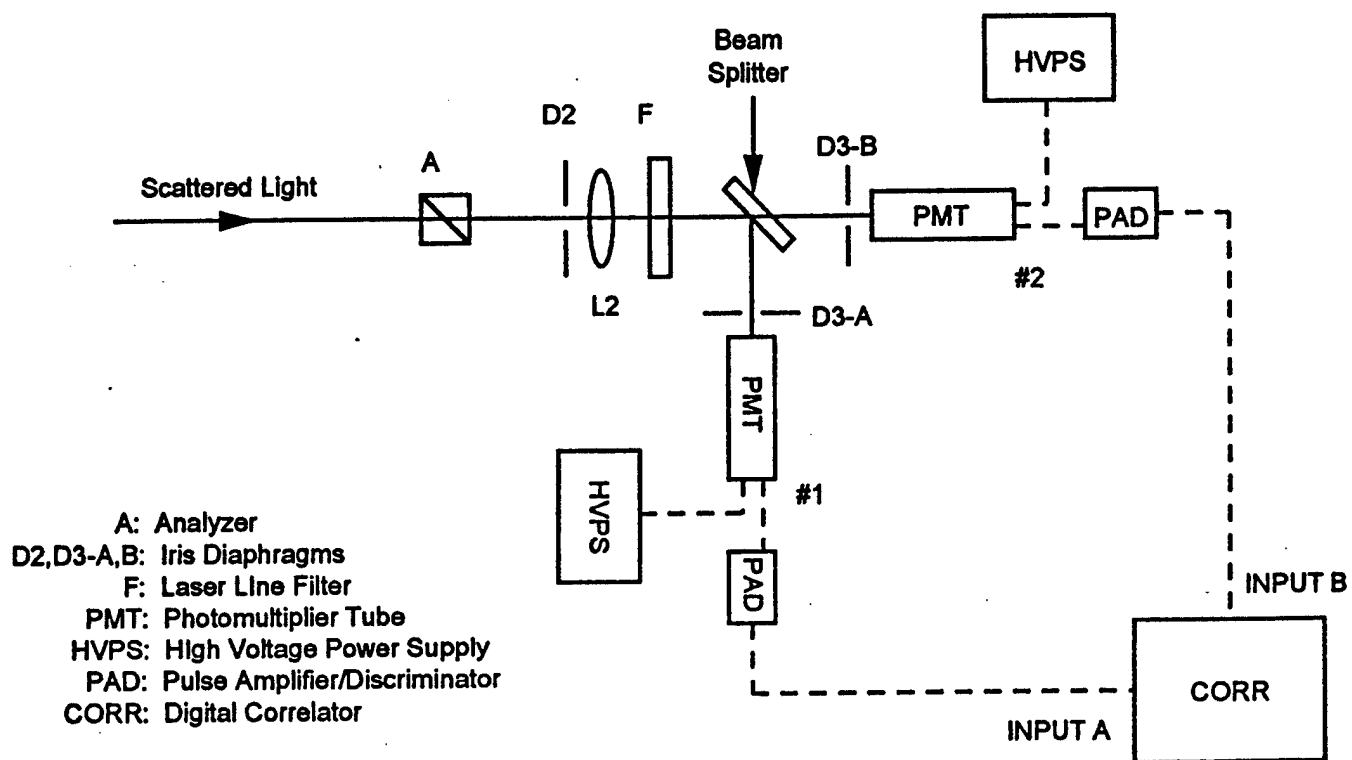 Beam
Splitter
HVPS
D2
F
D3-B
A
Scattered Light
PMT
PAD
#2
L2
D3-A
PMT
HVPS
#1
PAD
A: Analyzer
D2,D3-A,B: Iris Diaphragms
F: Laser Line Filter
PMT: Photomultiplier Tube
HVPS: High Voltage Power Supply
PAD: Pulse Amplifier/Discriminator
CORR: Digital Correlator
INPUT B
CORR
INPUT A